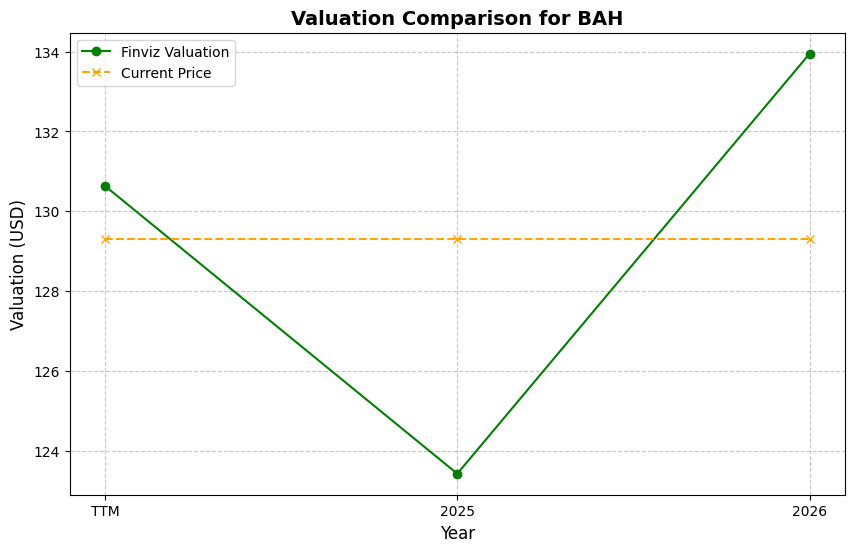 Valuation Comparison for BAH
Finviz Valuation
Current Price
134
132
130
128
126
124
Valuation (USD)
TTM
2025
2026
Year